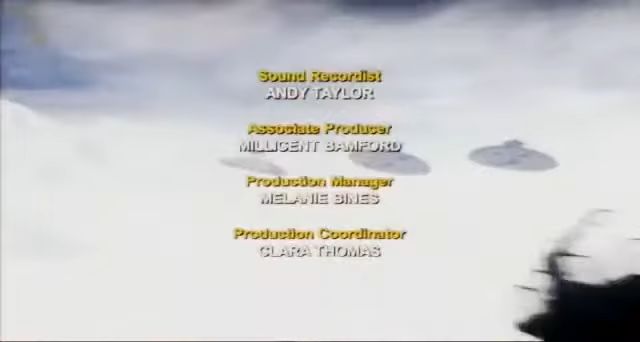 Sound Recordist
ANDY TAYLOR
Associate Producer
MILLICENT BAMFORD
Production Manager
MELANIE BINES
Production Coordinator
CLARA THOMAS